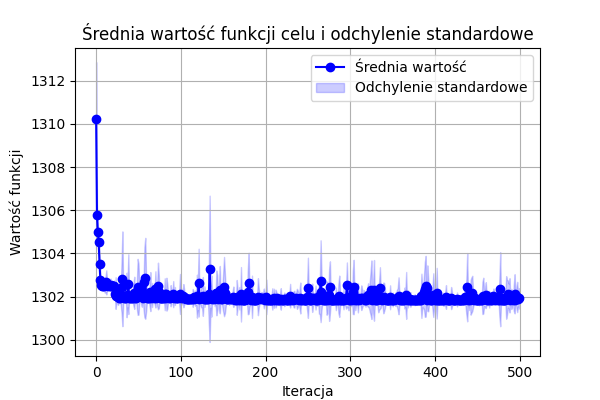 Średnia wartość funkcji celu i odchylenie standardowe
Średnia wartość
Odchylenie standardowe
Wartość funkcji
1312
1310
1308
1306
1304
1302
1300
0 100 200 300 400 500
Iteracja